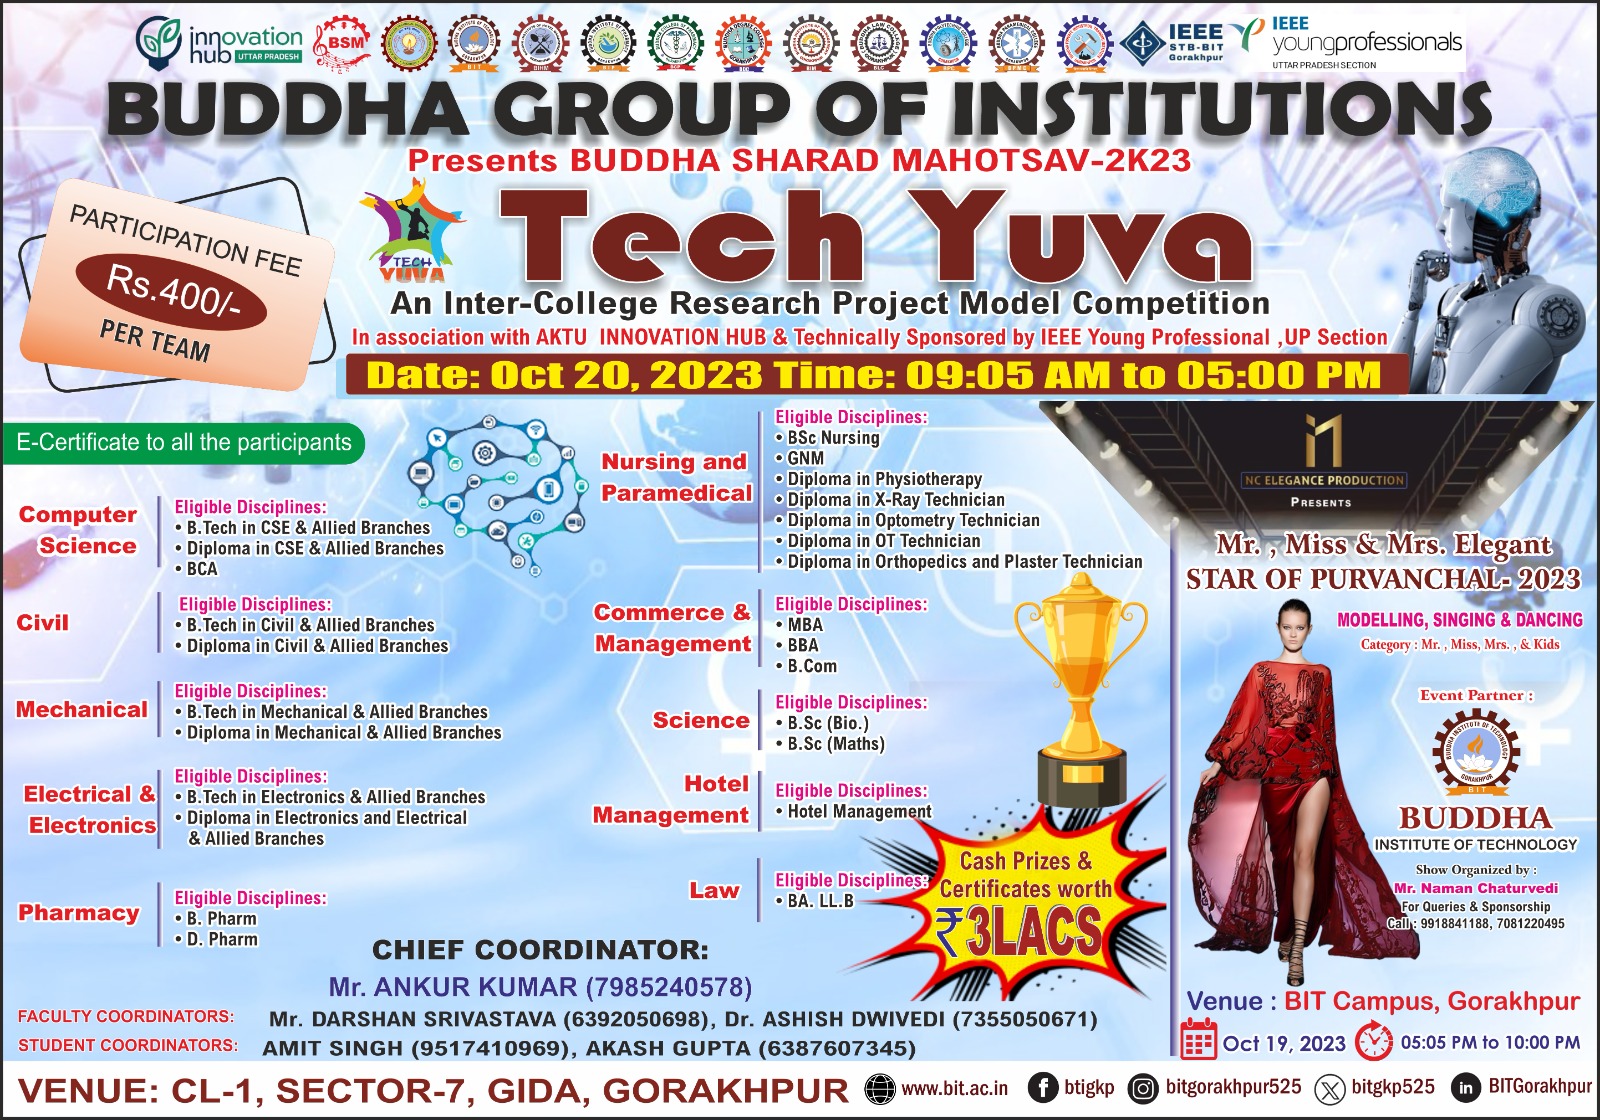 innovation
hub UTTAR PRADESH
BSM
BIT
IEEE
STB-BIT
Gorakhpur
IEEE
youngprofessionals
UTTAR PRADESH SECTION
BUDDHA GROUP OF INSTITUTIONS
Presents BUDDHA SHARAD MAHOTSAV-2K23
PARTICIPATION FEE
Rs.400/-
PER TEAM
TECH
YUVA
Tech Yuva
An Inter-College Research Project Model Competition
In association with AKTU INNOVATION HUB & Technically Sponsored by IEEE Young Professional ,UP Section
Date: Oct 20, 2023 Time: 09:05 AM to 05:00 PM
E-Certificate to all the participants
Computer
Science
Eligible Disciplines:
• B.Tech in CSE & Allied Branches
• Diploma in CSE & Allied Branches
• BCA
Civil
Eligible Disciplines:
• B.Tech in Civil & Allied Branches
• Diploma in Civil & Allied Branches
Mechanical
Eligible Disciplines:
• B.Tech in Mechanical & Allied Branches
• Diploma in Mechanical & Allied Branches
Electrical &
Electronics
Eligible Disciplines:
• B.Tech in Electronics & Allied Branches
• Diploma in Electronics and Electrical
& Allied Branches
Pharmacy
Eligible Disciplines:
• B. Pharm
• D. Pharm
Nursing and
Paramedical
Eligible Disciplines:
• BSc Nursing
• GNM
• Diploma in Physiotherapy
• Diploma in X-Ray Technician
• Diploma in Optometry Technician
• Diploma in OT Technician
• Diploma in Orthopedics and Plaster Technician
Commerce &
Management
Eligible Disciplines:
• MBA
• BBA
• B.Com
Science
Eligible Disciplines:
• B.Sc (Bio.)
• B.Sc (Maths)
Hotel
Management
Eligible Disciplines:
• Hotel Management
Law
Eligible Disciplines:
• BA. LL.B
Cash Prizes &
Certificates worth
₹3LACS
CHIEF COORDINATOR:
Mr. ANKUR KUMAR (7985240578)
FACULTY COORDINATORS: Mr. DARSHAN SRIVASTAVA (6392050698), Dr. ASHISH DWIVEDI (7355050671)
STUDENT COORDINATORS: AMIT SINGH (9517410969), AKASH GUPTA (6387607345)
NC ELEGANCE PRODUCTION
PRESENTS
Mr. , Miss & Mrs. Elegant
STAR OF PURVANCHAL- 2023
MODELLING, SINGING & DANCING
Category : Mr. , Miss, Mrs. , & Kids
Event Partner :
BUDDHA INSTITUTE OF TECHNOLOGY
GORAKHPUR
BIT
BUDDHA
INSTITUTE OF TECHNOLOGY
Show Organized by :
Mr. Naman Chaturvedi
For Queries & Sponsorship
Call : 9918841188, 7081220495
Venue : BIT Campus, Gorakhpur
Oct 19, 2023 05:05 PM to 10:00 PM
VENUE: CL-1, SECTOR-7, GIDA, GORAKHPUR www.bit.ac.in btigkp bitgorakhpur525 bitgkp525 BITGorakhpur